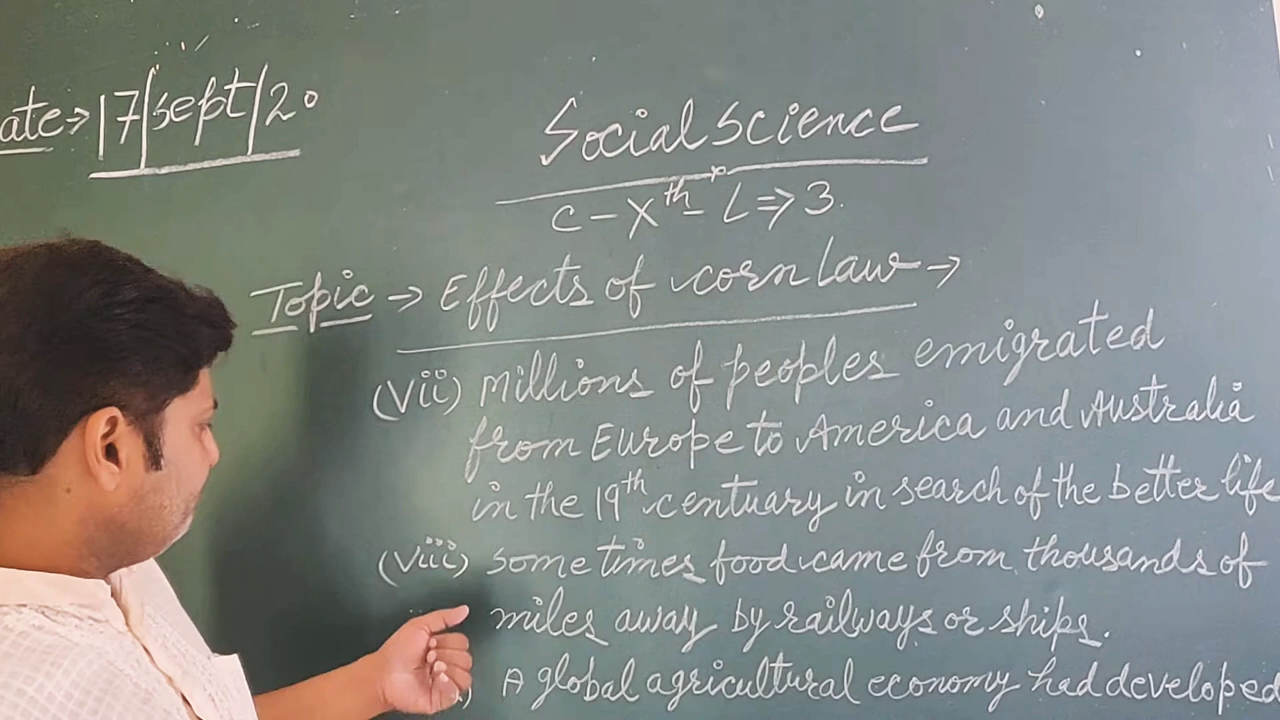 ate → 17/sept/20
Social Science
C - Xth - L ⇒ 3.
Topic → Effects of corn law →
(Vii) Millions of peoples emigrated
from Europe to America and Australia
in the 19th centuary in search of the better life
(Viii) Some times food came from thousands of
miles away by railways or ships.
) A global agricultural economy had developed